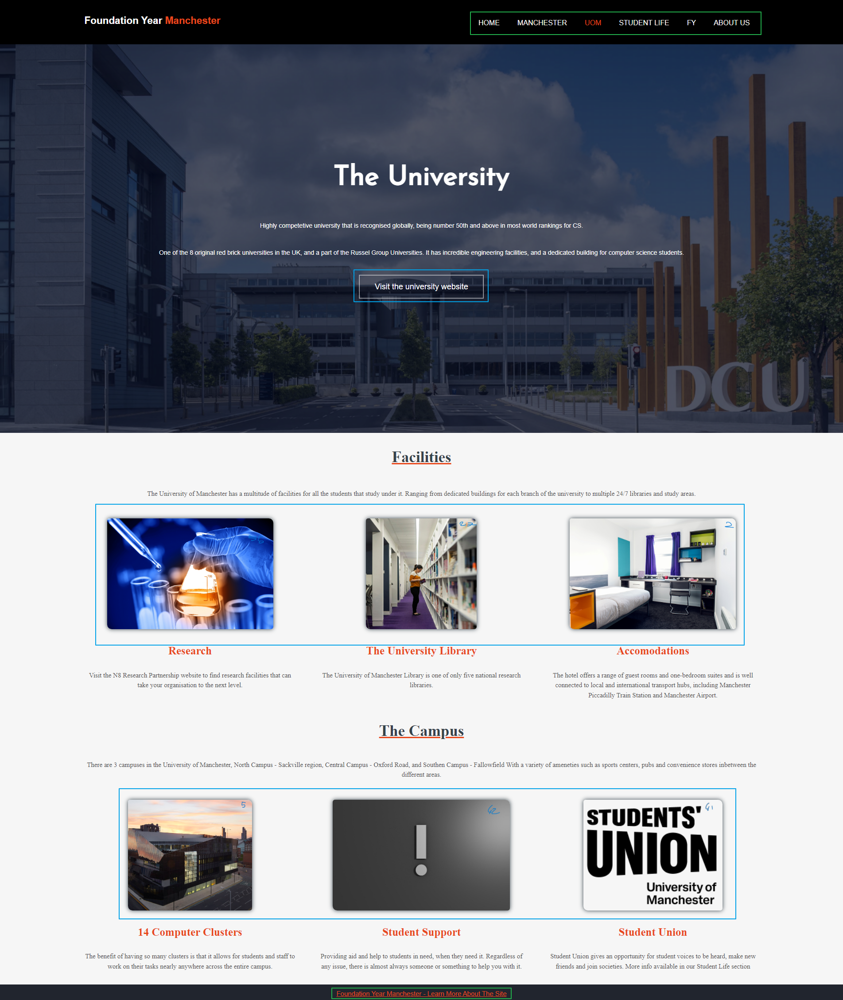 Foundation Year Manchester
HOME MANCHESTER UOM STUDENT LIFE FY ABOUT US
The University
Highly competetive university that is recognised globally, being number 50th and above in most world rankings for CS.
One of the 8 original red brick universities in the UK, and a part of the Russel Group Universities. It has incredible engineering facilities, and a dedicated building for computer science students.
Visit the university website
DCU
Facilities
The University of Manchester has a multitude of facilities for all the students that study under it. Ranging from dedicated buildings for each branch of the university to multiple 24/7 libraries and study areas.
2
Research
Visit the N8 Research Partnership website to find research facilities that can
take your organisation to the next level.
The University Library
The University of Manchester Library is one of only five national research
libraries.
Accomodations
The hotel offers a range of guest rooms and one-bedroom suites and is well
connected to local and international transport hubs, including Manchester
Piccadilly Train Station and Manchester Airport.
The Campus
There are 3 campuses in the University of Manchester, North Campus - Sackville region, Central Campus - Oxford Road, and Southen Campus - Fallowfield With a variety of ameneties such as sports centers, pubs and convenience stores inbetween the
different areas.
5
!
STUDENTS'
UNION
University of
Manchester
14 Computer Clusters
The benefit of having so many clusters is that it allows for students and staff to
work on their tasks nearly anywhere across the entire campus.
Student Support
Providing aid and help to students in need, when they need it. Regardless of
any issue, there is almost always someone or something to help you with it.
Student Union
Student Union gives an opportunity for student voices to be heard, make new
friends and join societies. More info available in our Student Life section
Foundation Year Manchester - Learn More About The Site